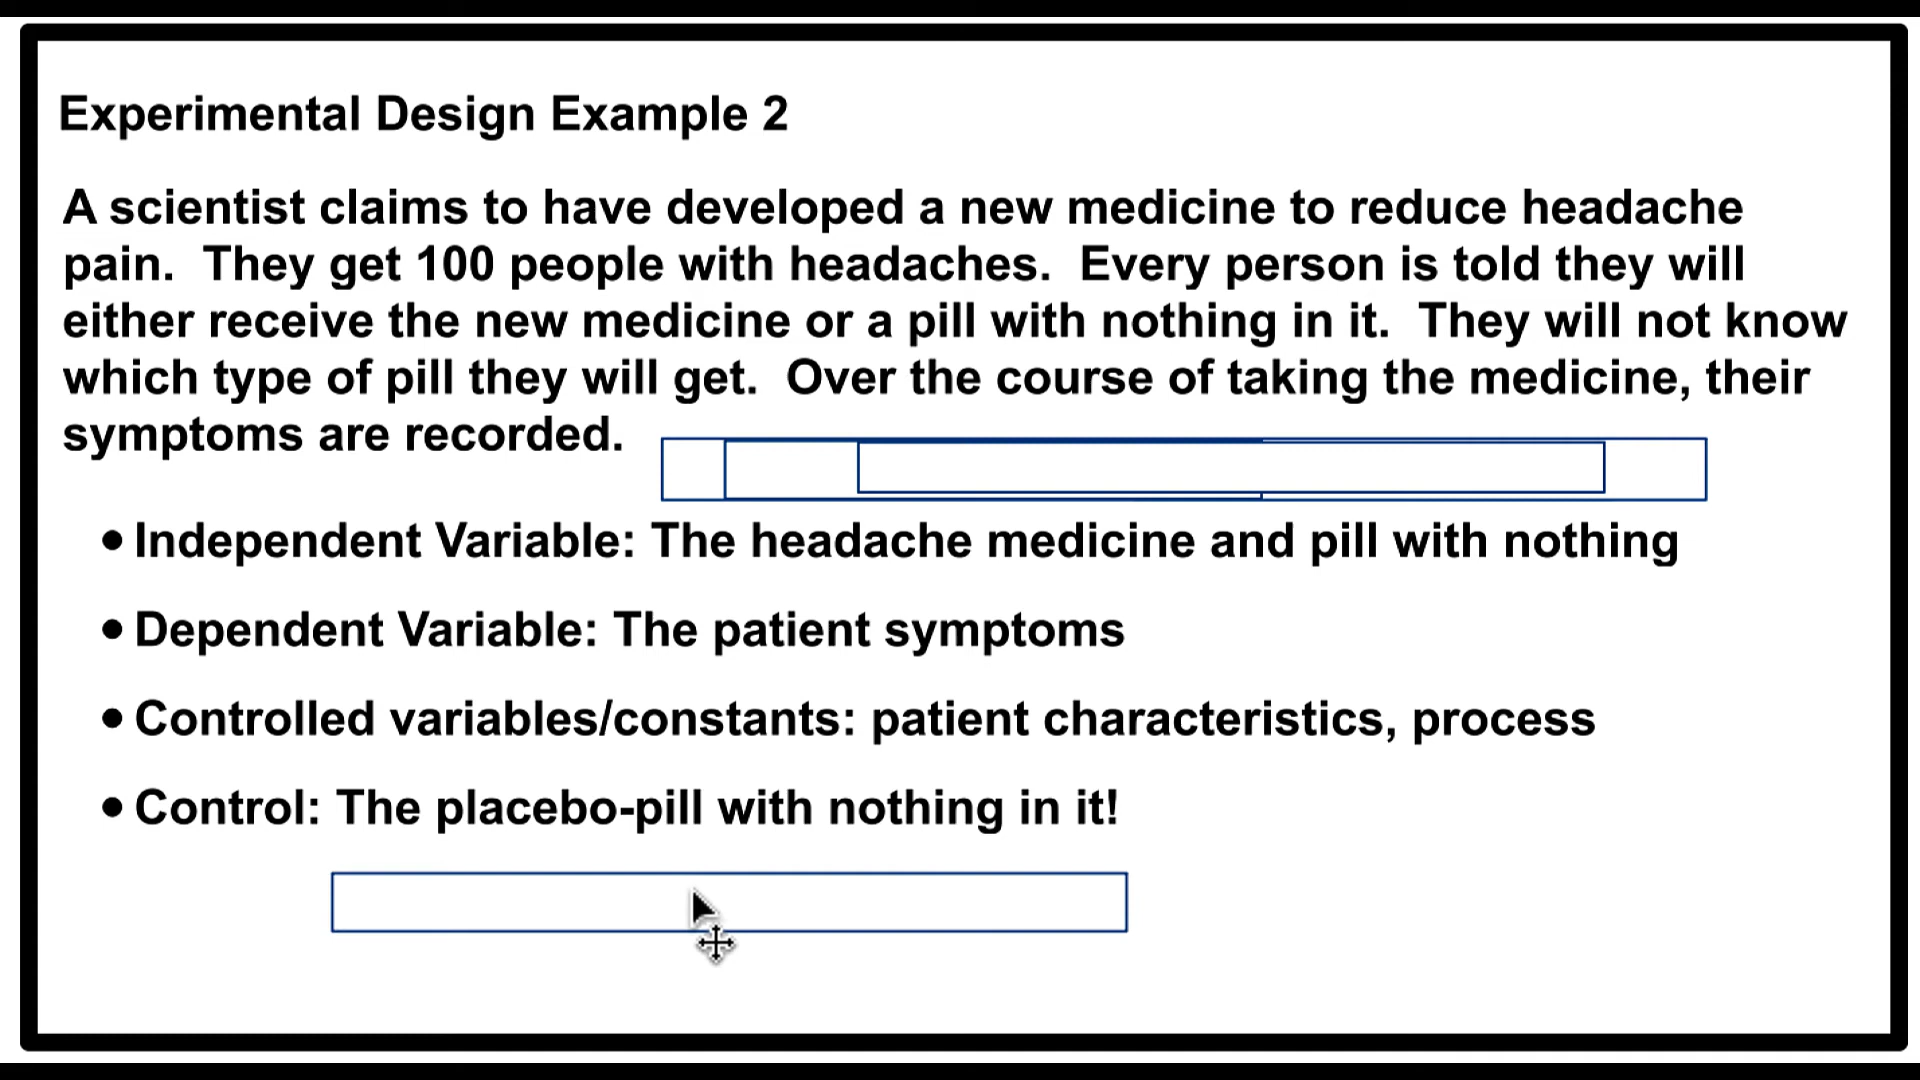 Experimental Design Example 2
A scientist claims to have developed a new medicine to reduce headache
pain.  They get 100 people with headaches.  Every person is told they will
either receive the new medicine or a pill with nothing in it.  They will not know
which type of pill they will get.  Over the course of taking the medicine, their
symptoms are recorded.
• Independent Variable: The headache medicine and pill with nothing
• Dependent Variable: The patient symptoms
• Controlled variables/constants: patient characteristics, process
• Control: The placebo-pill with nothing in it!